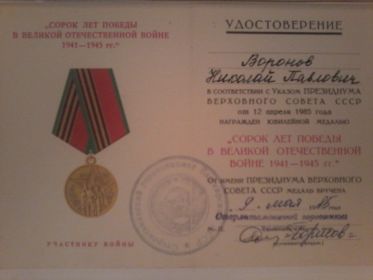 „СОРОК ЛЕТ ПОБЕДЫ
В ВЕЛИКОЙ ОТЕЧЕСТВЕННОЙ ВОЙНЕ
1941—1945 гг."
УЧАСТНИКУ ВОЙНЫ
УДОСТОВЕРЕНИЕ
Воронов
Николай Павлович
В СООТВЕТСТВИИ С УКАЗОМ ПРЕЗИДИУМА
ВЕРХОВНОГО СОВЕТА СССР
от 12 апреля 1985 года
НАГРАЖДЕН ЮБИЛЕЙНОЙ МЕДАЛЬЮ
„СОРОК ЛЕТ ПОБЕДЫ
В ВЕЛИКОЙ ОТЕЧЕСТВЕННОЙ
ВОЙНЕ 1941—1945 гг."
От имени ПРЕЗИДИУМА ВЕРХОВНОГО
СОВЕТА СССР МЕДАЛЬ ВРУЧЕНА
9 мая
М. П.